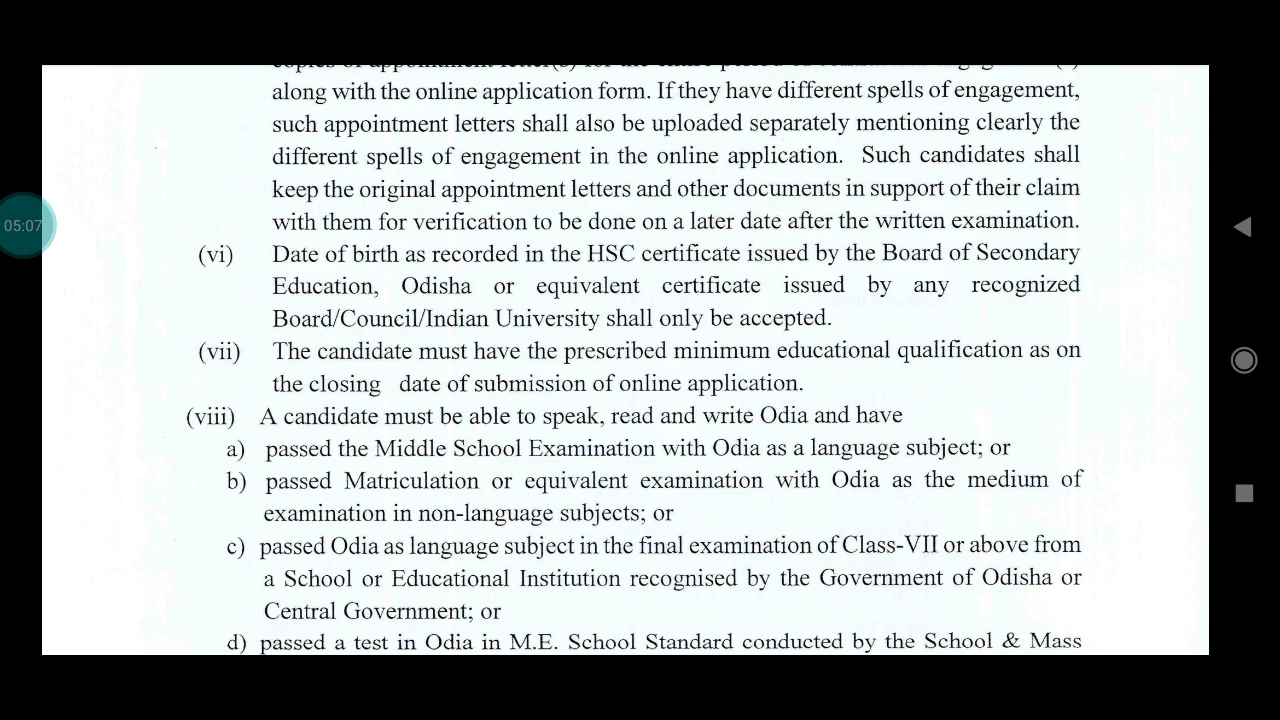 along with the online application form. If they have different spells of engagement,
such appointment letters shall also be uploaded separately mentioning clearly the
different spells of engagement in the online application. Such candidates shall
keep the original appointment letters and other documents in support of their claim
05:07
with them for verification to be done on a later date after the written examination.
(vi) Date of birth as recorded in the HSC certificate issued by the Board of Secondary
Education, Odisha or equivalent certificate issued by any recognized
Board/Council/Indian University shall only be accepted.
(vii) The candidate must have the prescribed minimum educational qualification as on
the closing date of submission of online application.
(viii) A candidate must be able to speak, read and write Odia and have
a) passed the Middle School Examination with Odia as a language subject; or
b) passed Matriculation or equivalent examination with Odia as the medium of
examination in non-language subjects; or
c) passed Odia as language subject in the final examination of Class-VII or above from
a School or Educational Institution recognised by the Government of Odisha or
Central Government; or
d) passed a test in Odia in M.E. School Standard conducted by the School & Mass